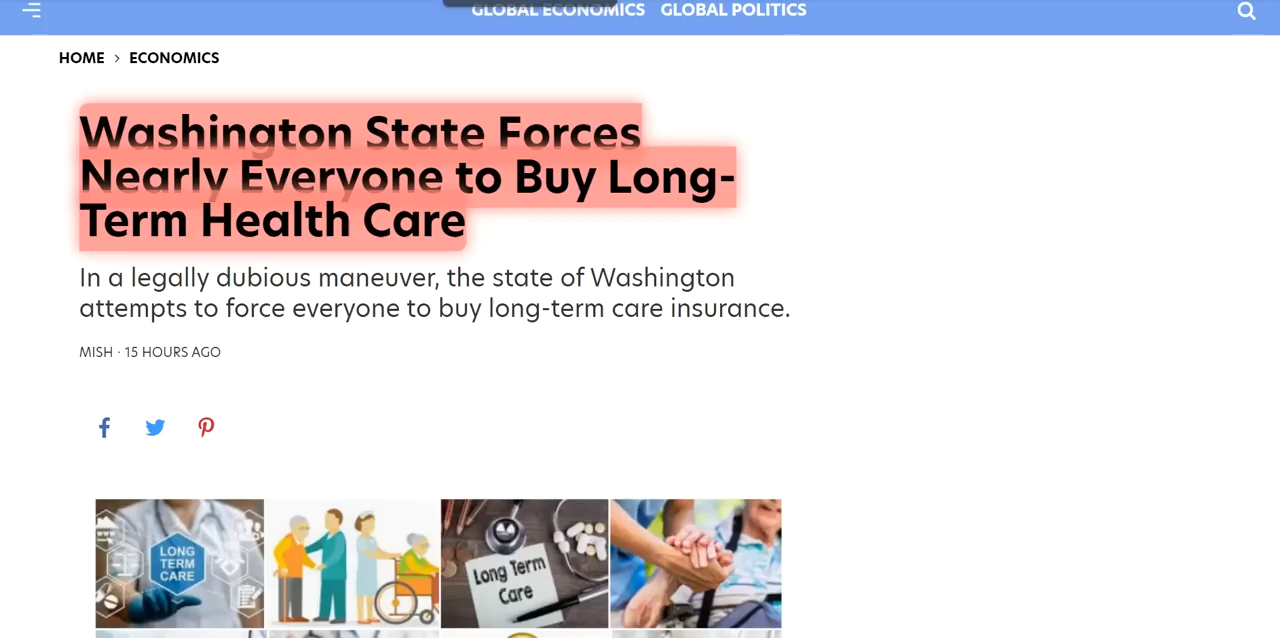 GLOBAL ECONOMICS GLOBAL POLITICS
HOME > ECONOMICS
Washington State Forces
Nearly Everyone to Buy Long-
Term Health Care
In a legally dubious maneuver, the state of Washington
attempts to force everyone to buy long-term care insurance.
MISH · 15 HOURS AGO
LONG
TERM
CARE
Long Term
Care